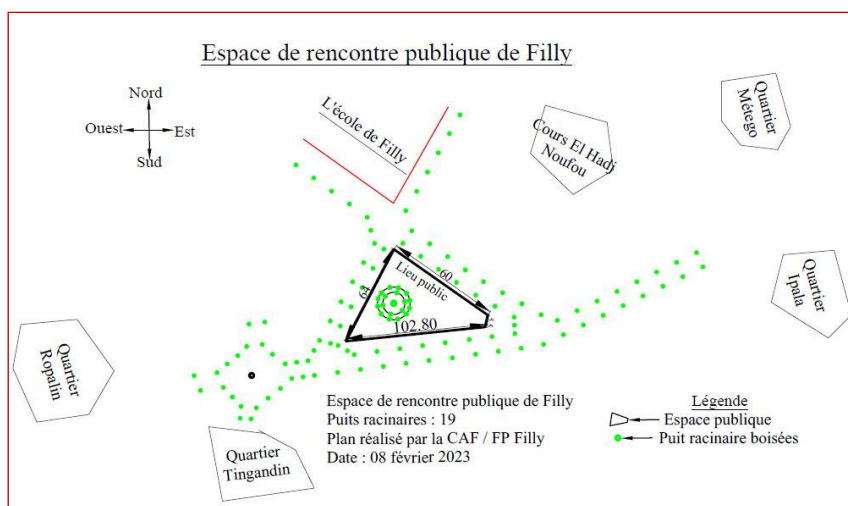 Espace de rencontre publique de Filly
Nord
Ouest
Est
Sud
L'école de Filly
Cours El Hadj
Noufou
Quartier
Métego
Lieu public
60
64
102.80
Quartier
Ipala
Quartier
Ropalin
Quartier
Tingandin
Espace de rencontre publique de Filly
Puits racinaires : 19
Plan réalisé par la CAF / FP Filly
Date : 08 février 2023
Légende
Espace publique
Puit racinaire boisées